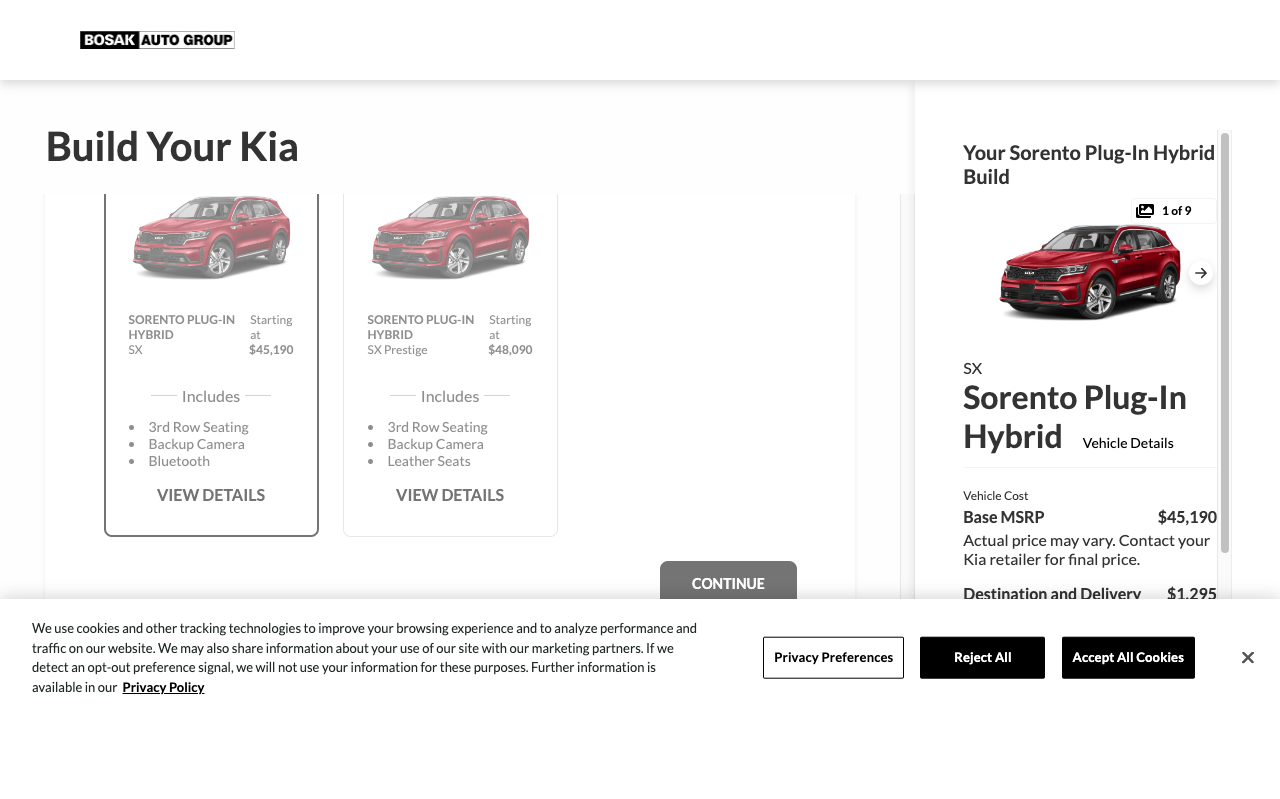 BOSAK AUTO GROUP
Build Your Kia
SORENTO PLUG-IN
HYBRID
SX
Starting
at
$45,190
Includes
3rd Row Seating
Backup Camera
Bluetooth
VIEW DETAILS
SORENTO PLUG-IN
HYBRID
SX Prestige
Starting
at
$48,090
Includes
3rd Row Seating
Backup Camera
Leather Seats
VIEW DETAILS
CONTINUE
Your Sorento Plug-In Hybrid
Build
1 of 9
SX
Sorento Plug-In
Hybrid Vehicle Details
Vehicle Cost
Base MSRP $45,190
Actual price may vary. Contact your
Kia retailer for final price.
Destination and Delivery $1,295
We use cookies and other tracking technologies to improve your browsing experience and to analyze performance and
traffic on our website. We may also share information about your use of our site with our marketing partners. If we
detect an opt-out preference signal, we will not use your information for these purposes. Further information is
available in our Privacy Policy
Privacy Preferences
Reject All
Accept All Cookies